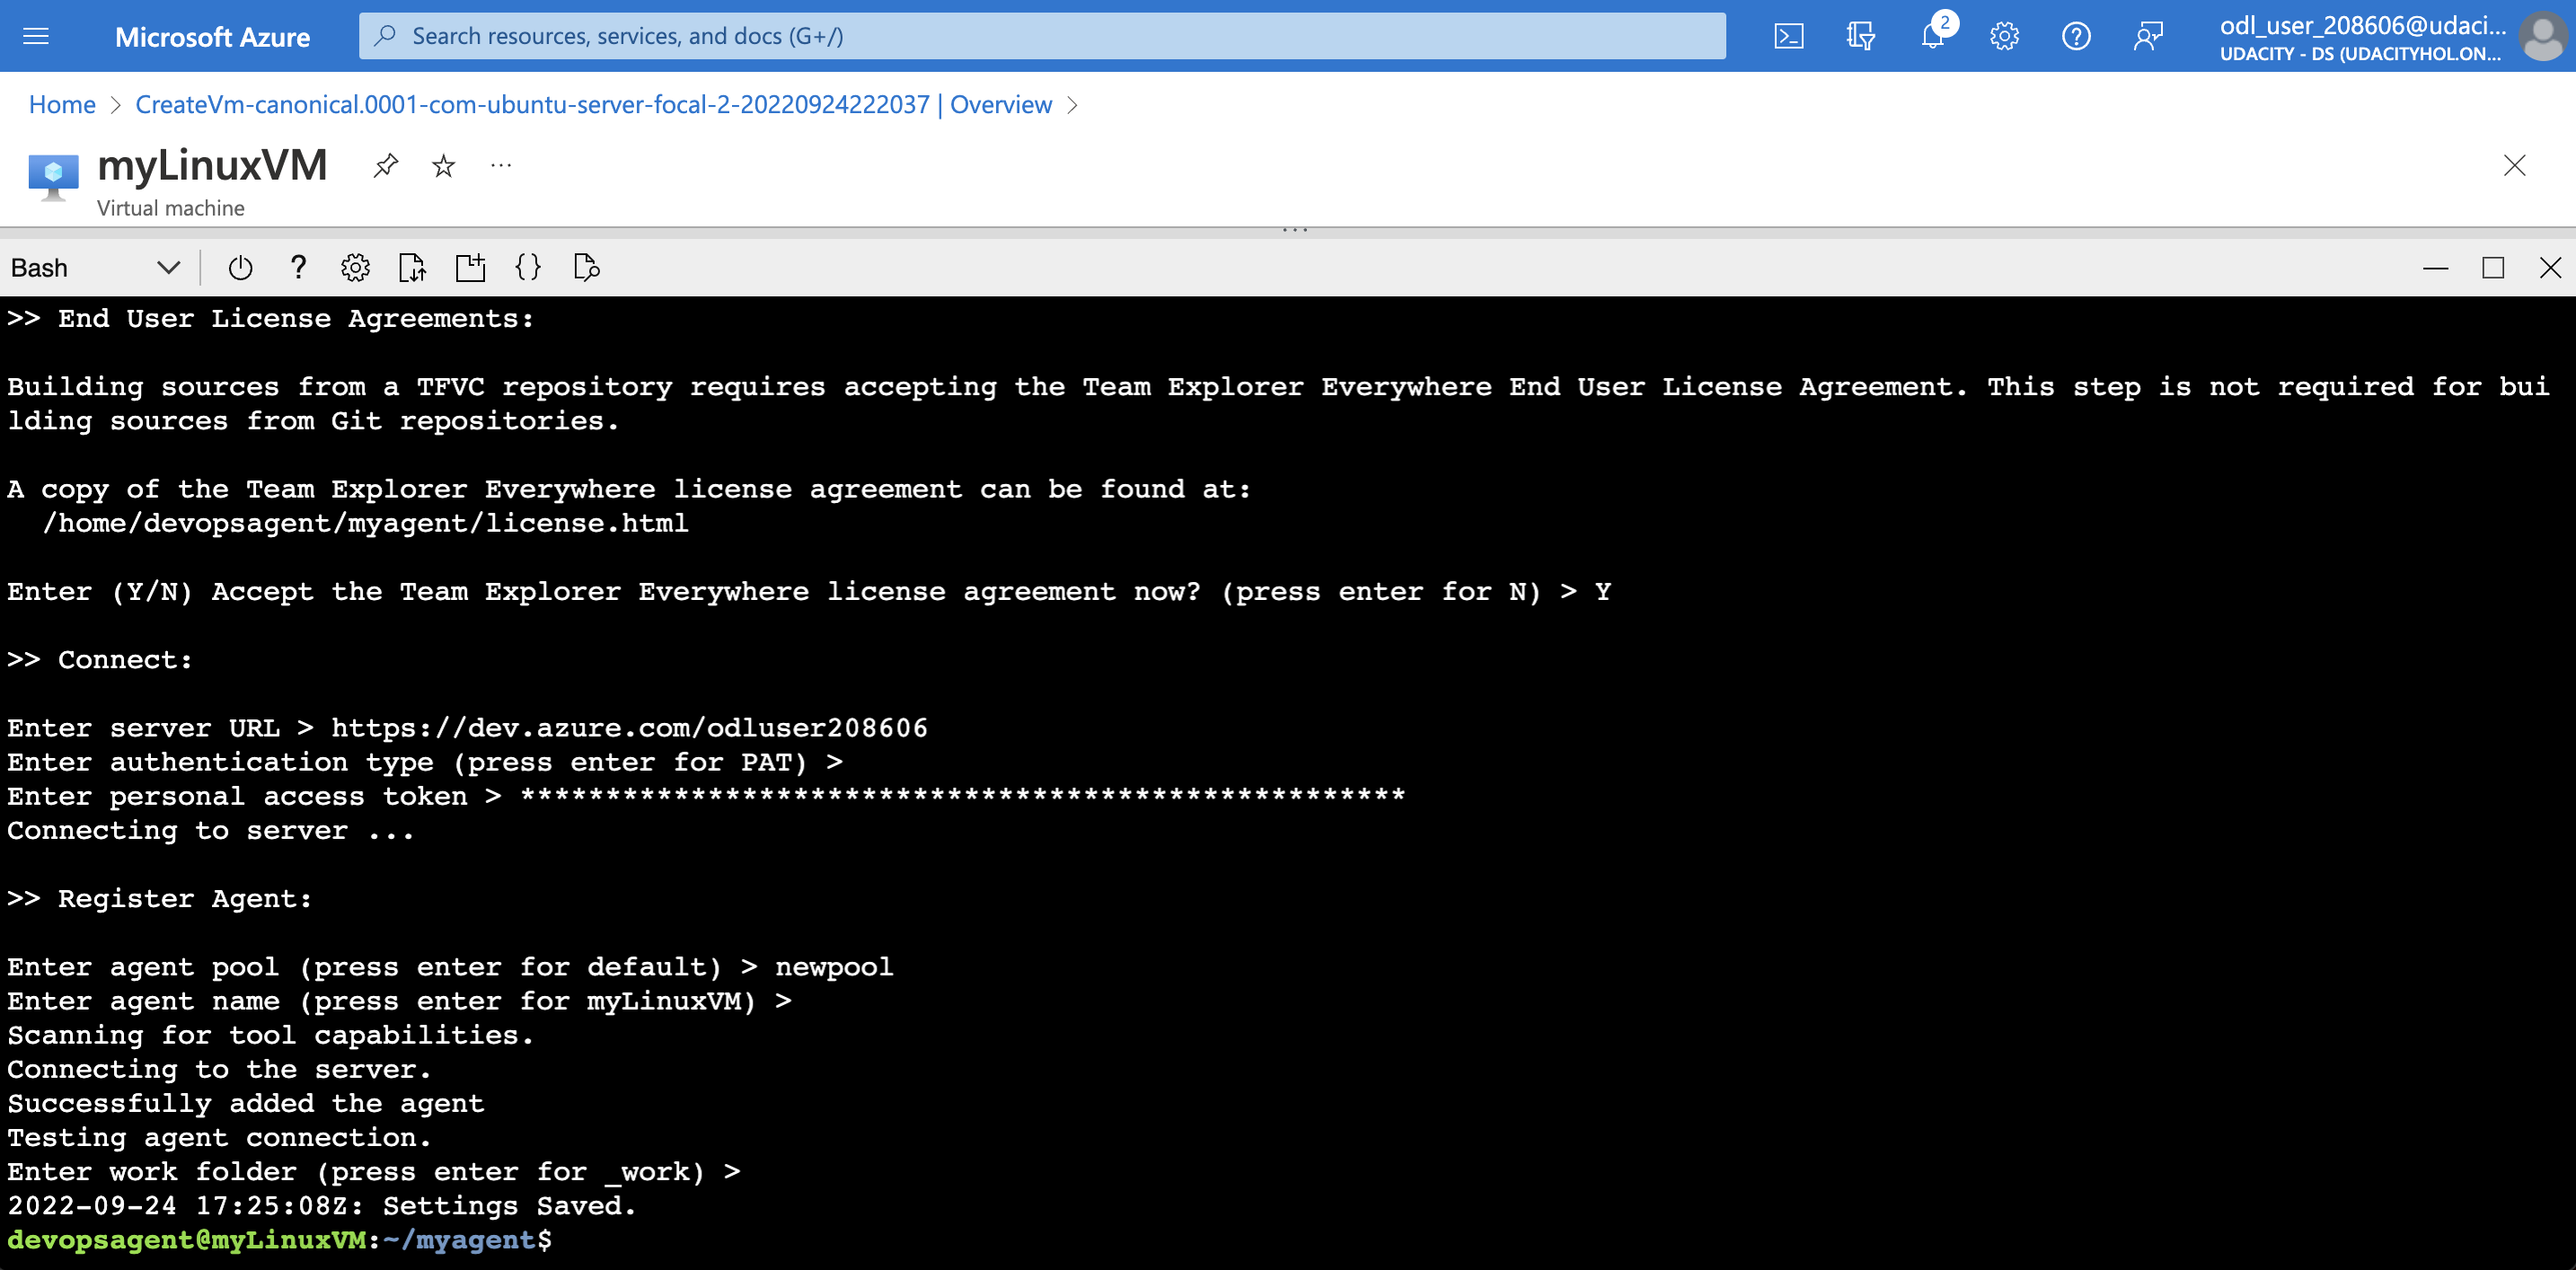 Microsoft Azure
Search resources, services, and docs (G+/)
2
odl_user_208606@udaci...
UDACITY - DS (UDACITYHOL.ON...
Home > CreateVm-canonical.0001-com-ubuntu-server-focal-2-20220924222037 | Overview >
myLinuxVM
Virtual machine
Bash
>> End User License Agreements:
Building sources from a TFVC repository requires accepting the Team Explorer Everywhere End User License Agreement. This step is not required for bui
lding sources from Git repositories.
A copy of the Team Explorer Everywhere license agreement can be found at:
/home/devopsagent/myagent/license.html
Enter (Y/N) Accept the Team Explorer Everywhere license agreement now? (press enter for N) > Y
>> Connect:
Enter server URL > https://dev.azure.com/odluser208606
Enter authentication type (press enter for PAT) >
Enter personal access token > ****************************************************
Connecting to server ...
>> Register Agent:
Enter agent pool (press enter for default) > newpool
Enter agent name (press enter for myLinuxVM) >
Scanning for tool capabilities.
Connecting to the server.
Successfully added the agent
Testing agent connection.
Enter work folder (press enter for _work) >
2022-09-24 17:25:08Z: Settings Saved.
devopsagent@myLinuxVM:~/myagent$